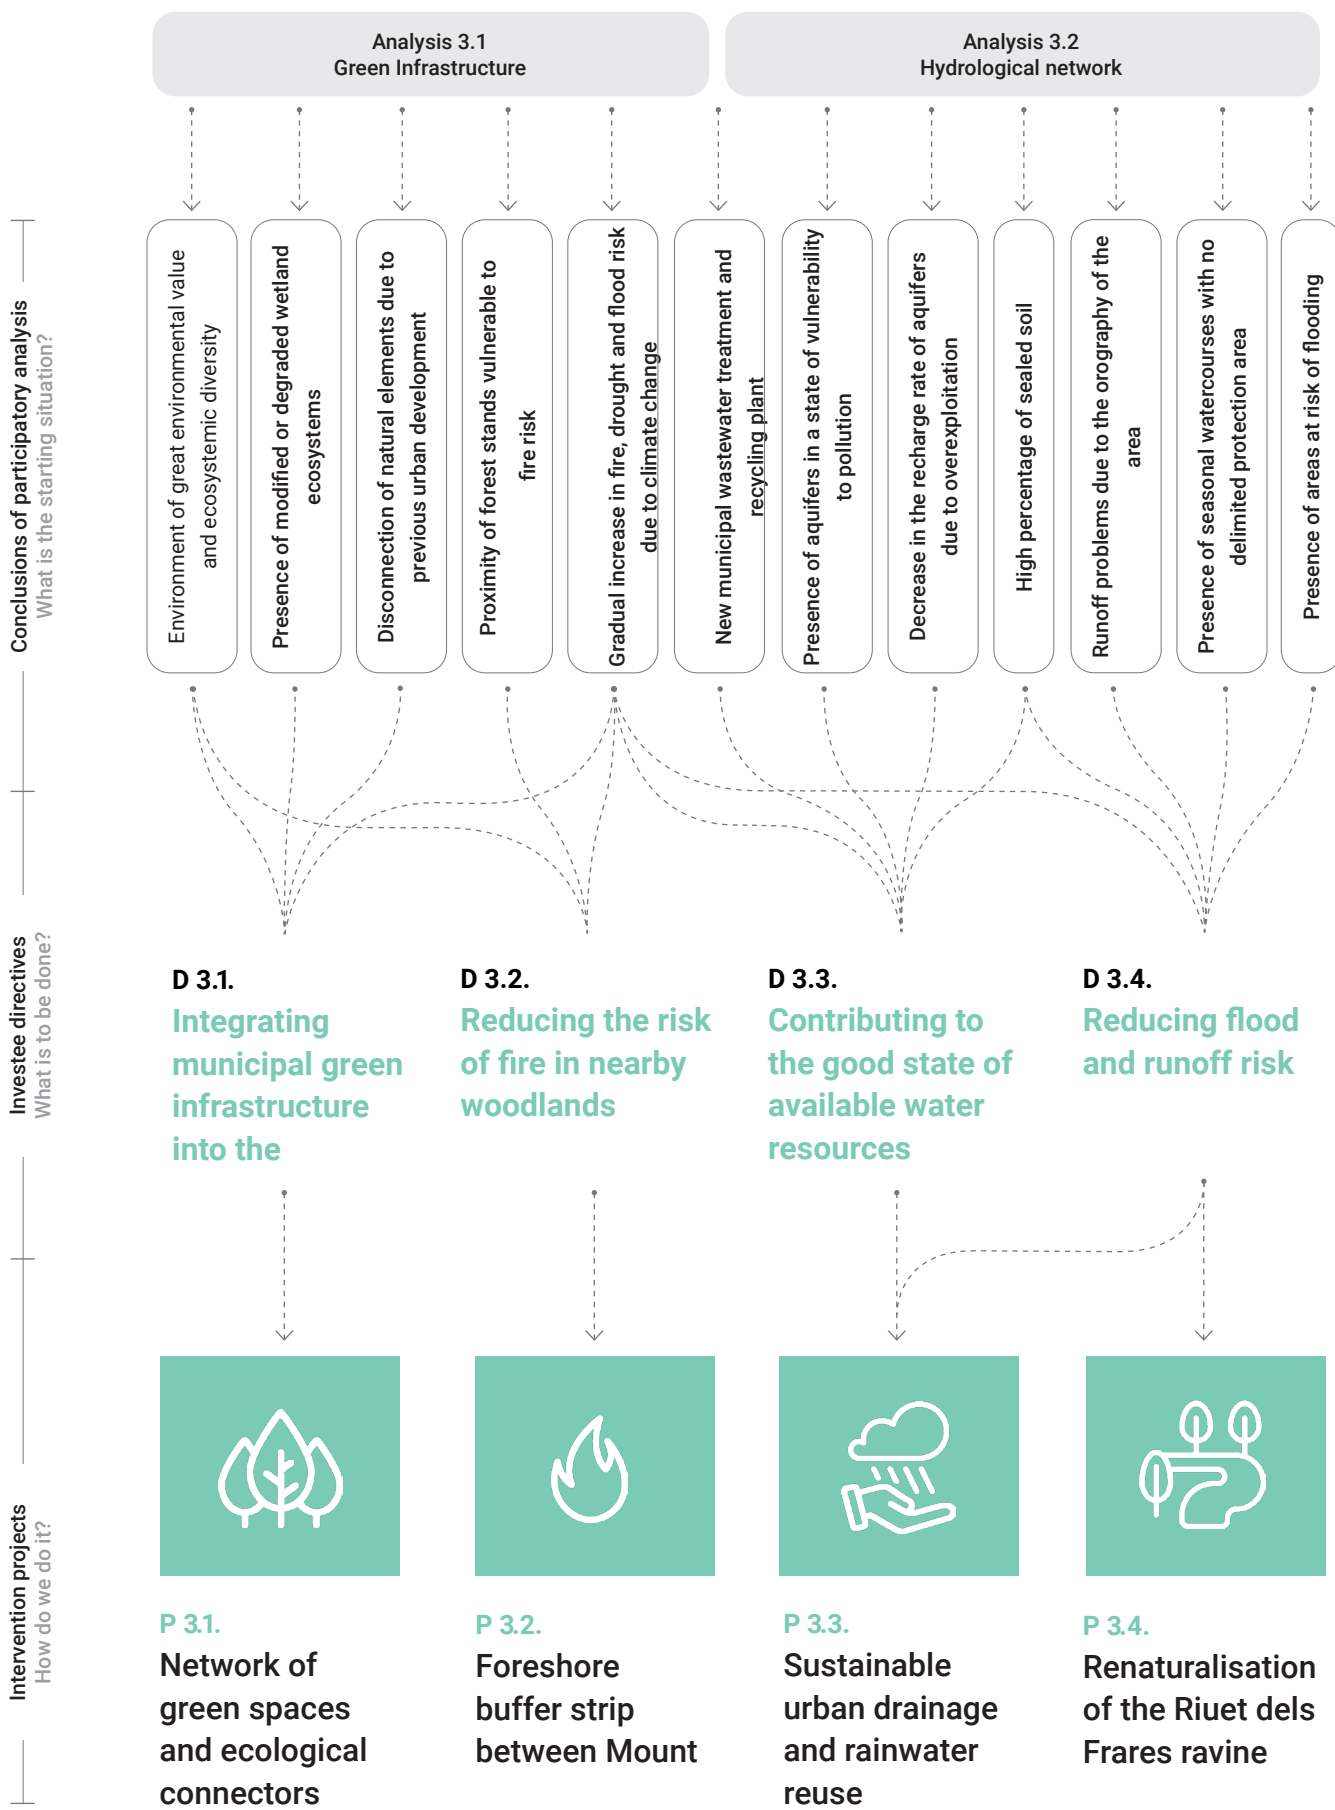 Analysis 3.1
Green Infrastructure
Analysis 3.2
Hydrological network
Conclusions of participatory analysis
What is the starting situation?
Environment of great environmental value
and ecosystemic diversity
Presence of modified or degraded wetland
ecosystems
Disconnection of natural elements due to
previous urban development
Proximity of forest stands vulnerable to
fire risk
Gradual increase in fire, drought and flood risk
due to climate change
New municipal wastewater treatment and
recycling plant
Presence of aquifers in a state of vulnerability
to pollution
Decrease in the recharge rate of aquifers
due to overexploitation
High percentage of sealed soil
Runoff problems due to the orography of the
area
Presence of seasonal watercourses with no
delimited protection area
Presence of areas at risk of flooding
Investee directives
What is to be done?
D 3.1.
Integrating
municipal green
infrastructure
into the
D 3.2.
Reducing the risk
of fire in nearby
woodlands
D 3.3.
Contributing to
the good state of
available water
resources
D 3.4.
Reducing flood
and runoff risk
Intervention projects
How do we do it?
P 3.1.
Network of
green spaces
and ecological
connectors
P 3.2.
Foreshore
buffer strip
between Mount
P 3.3.
Sustainable
urban drainage
and rainwater
reuse
P 3.4.
Renaturalisation
of the Riuet dels
Frares ravine